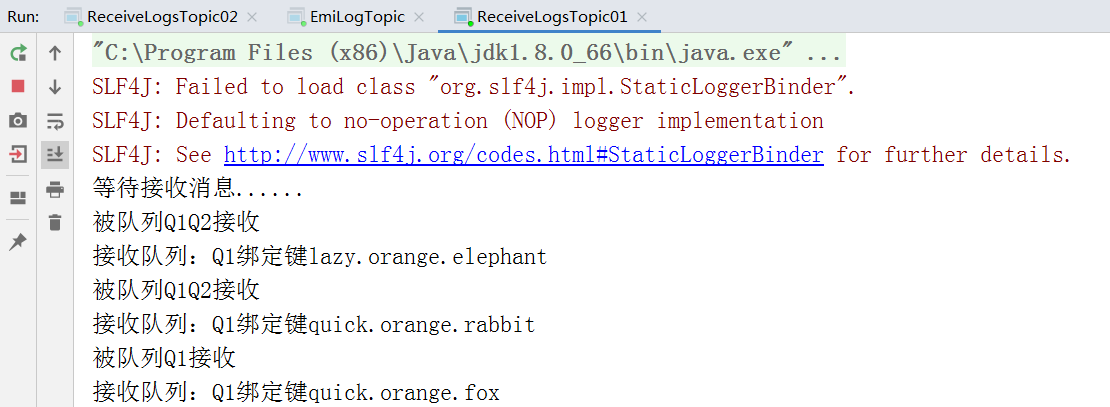 Run: ReceiveLogsTopic02 EmiLogTopic ReceiveLogsTopic01
"C:\Program Files (x86)\Java\jdk1.8.0_66\bin\java.exe" ...
SLF4J: Failed to load class "org.slf4j.impl.StaticLoggerBinder".
SLF4J: Defaulting to no-operation (NOP) logger implementation
SLF4J: See http://www.slf4j.org/codes.html#StaticLoggerBinder for further details.
等待接收消息......
被队列Q1Q2接收
接收队列：Q1绑定键lazy.orange.elephant
被队列Q1Q2接收
接收队列：Q1绑定键quick.orange.rabbit
被队列Q1接收
接收队列：Q1绑定键quick.orange.fox